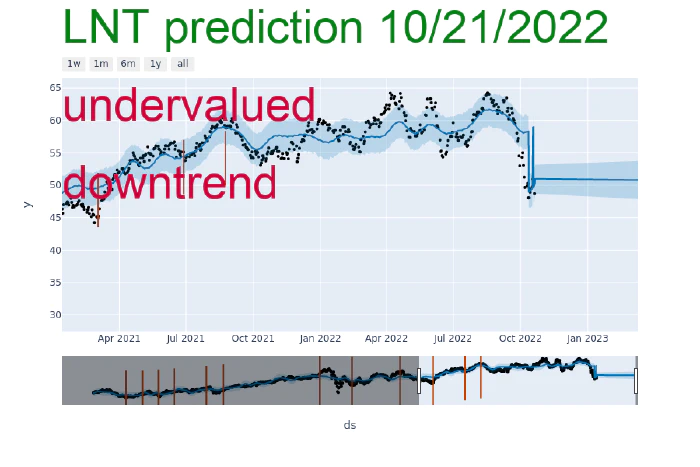 LNT prediction 10/21/2022
1w 1m 6m 1y all
undervalued
downtrend
65
60
55
50
45
40
35
30
y
Apr 2021 Jul 2021 Oct 2021 Jan 2022 Apr 2022 Jul 2022 Oct 2022 Jan 2023
ds